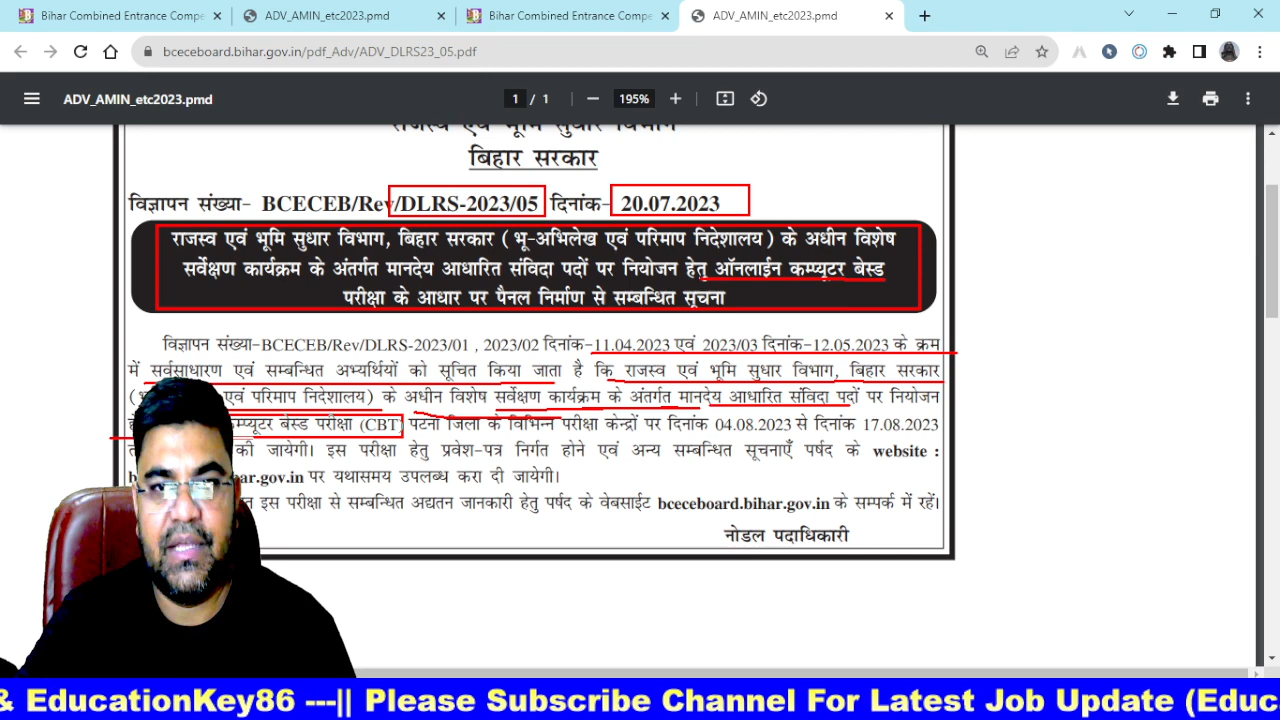 Bihar Combined Entrance Compe
ADV_AMIN_etc2023.pmd
Bihar Combined Entrance Compe
ADV_AMIN_etc2023.pmd
bceceboard.bihar.gov.in/pdf_Adv/ADV_DLRS23_05.pdf
ADV_AMIN_etc2023.pmd
1 / 1
195%
राजस्व एवं भूमि सुधार विभाग
बिहार सरकार
विज्ञापन संख्या- BCECEB/Rev/DLRS-2023/05 दिनांक- 20.07.2023
राजस्व एवं भूमि सुधार विभाग, बिहार सरकार ( भू-अभिलेख एवं परिमाप निदेशालय ) के अधीन विशेष
सर्वेक्षण कार्यक्रम के अंतर्गत मानदेय आधारित संविदा पदों पर नियोजन हेतु ऑनलाईन कम्प्यूटर बेस्ड
परीक्षा के आधार पर पैनल निर्माण से सम्बन्धित सूचना
विज्ञापन संख्या-BCECEB/Rev/DLRS-2023/01 , 2023/02 दिनांक-11.04.2023 एवं 2023/03 दिनांक-12.05.2023 के क्रम
में सर्वसाधारण एवं सम्बन्धित अभ्यर्थियों को सूचित किया जाता है कि राजस्व एवं भूमि सुधार विभाग, बिहार सरकार
एवं परिमाप निदेशालय) के अधीन विशेष सर्वेक्षण कार्यक्रम के अंतर्गत मानदेय आधारित संविदा पदों पर नियोजन
बेस्ड परीक्षा (CBT) पटना जिला के विभिन्न परीक्षा केन्द्रों पर दिनांक 04.08.2023 से दिनांक 17.08.2023
की जायेगी। इस परीक्षा हेतु प्रवेश-पत्र निर्गत होने एवं अन्य सम्बन्धित सूचनाएँ पर्षद के website :
.gov.in पर यथासमय उपलब्ध करा दी जायेगी।
इस परीक्षा से सम्बन्धित अद्यतन जानकारी हेतु पर्षद के वेबसाईट bceceboard.bihar.gov.in के सम्पर्क में रहें।
नोडल पदाधिकारी
& EducationKey86 ---|| Please Subscribe Channel For Latest Job Update (Educ